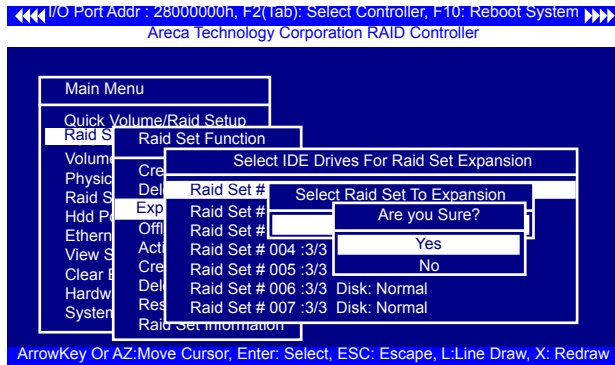 I/O Port Addr : 28000000h, F2(Tab): Select Controller, F10: Reboot System
Areca Technology Corporation RAID Controller
Main Menu
Quick Volume/Raid Setup
Raid S
Volume
Physic
Raid S
Hdd
Ethern
View S
Clear
Hardw
System
Raid Set Function
Cre
Del
Exp
Offl
Acti
Cre
Del
Res
Raid Set Information
Select IDE Drives For Raid Set Expansion
Raid Set #
Raid Set #
Raid Set #
Raid Set # 004 :3/3
Raid Set # 005 :3/3
Raid Set # 006 :3/3 Disk: Normal
Raid Set # 007 :3/3 Disk: Normal
Select Raid Set To Expansion
Are you Sure?
Yes
No
ArrowKey Or AZ:Move Cursor, Enter: Select, ESC: Escape, L:Line Draw, X: Redraw